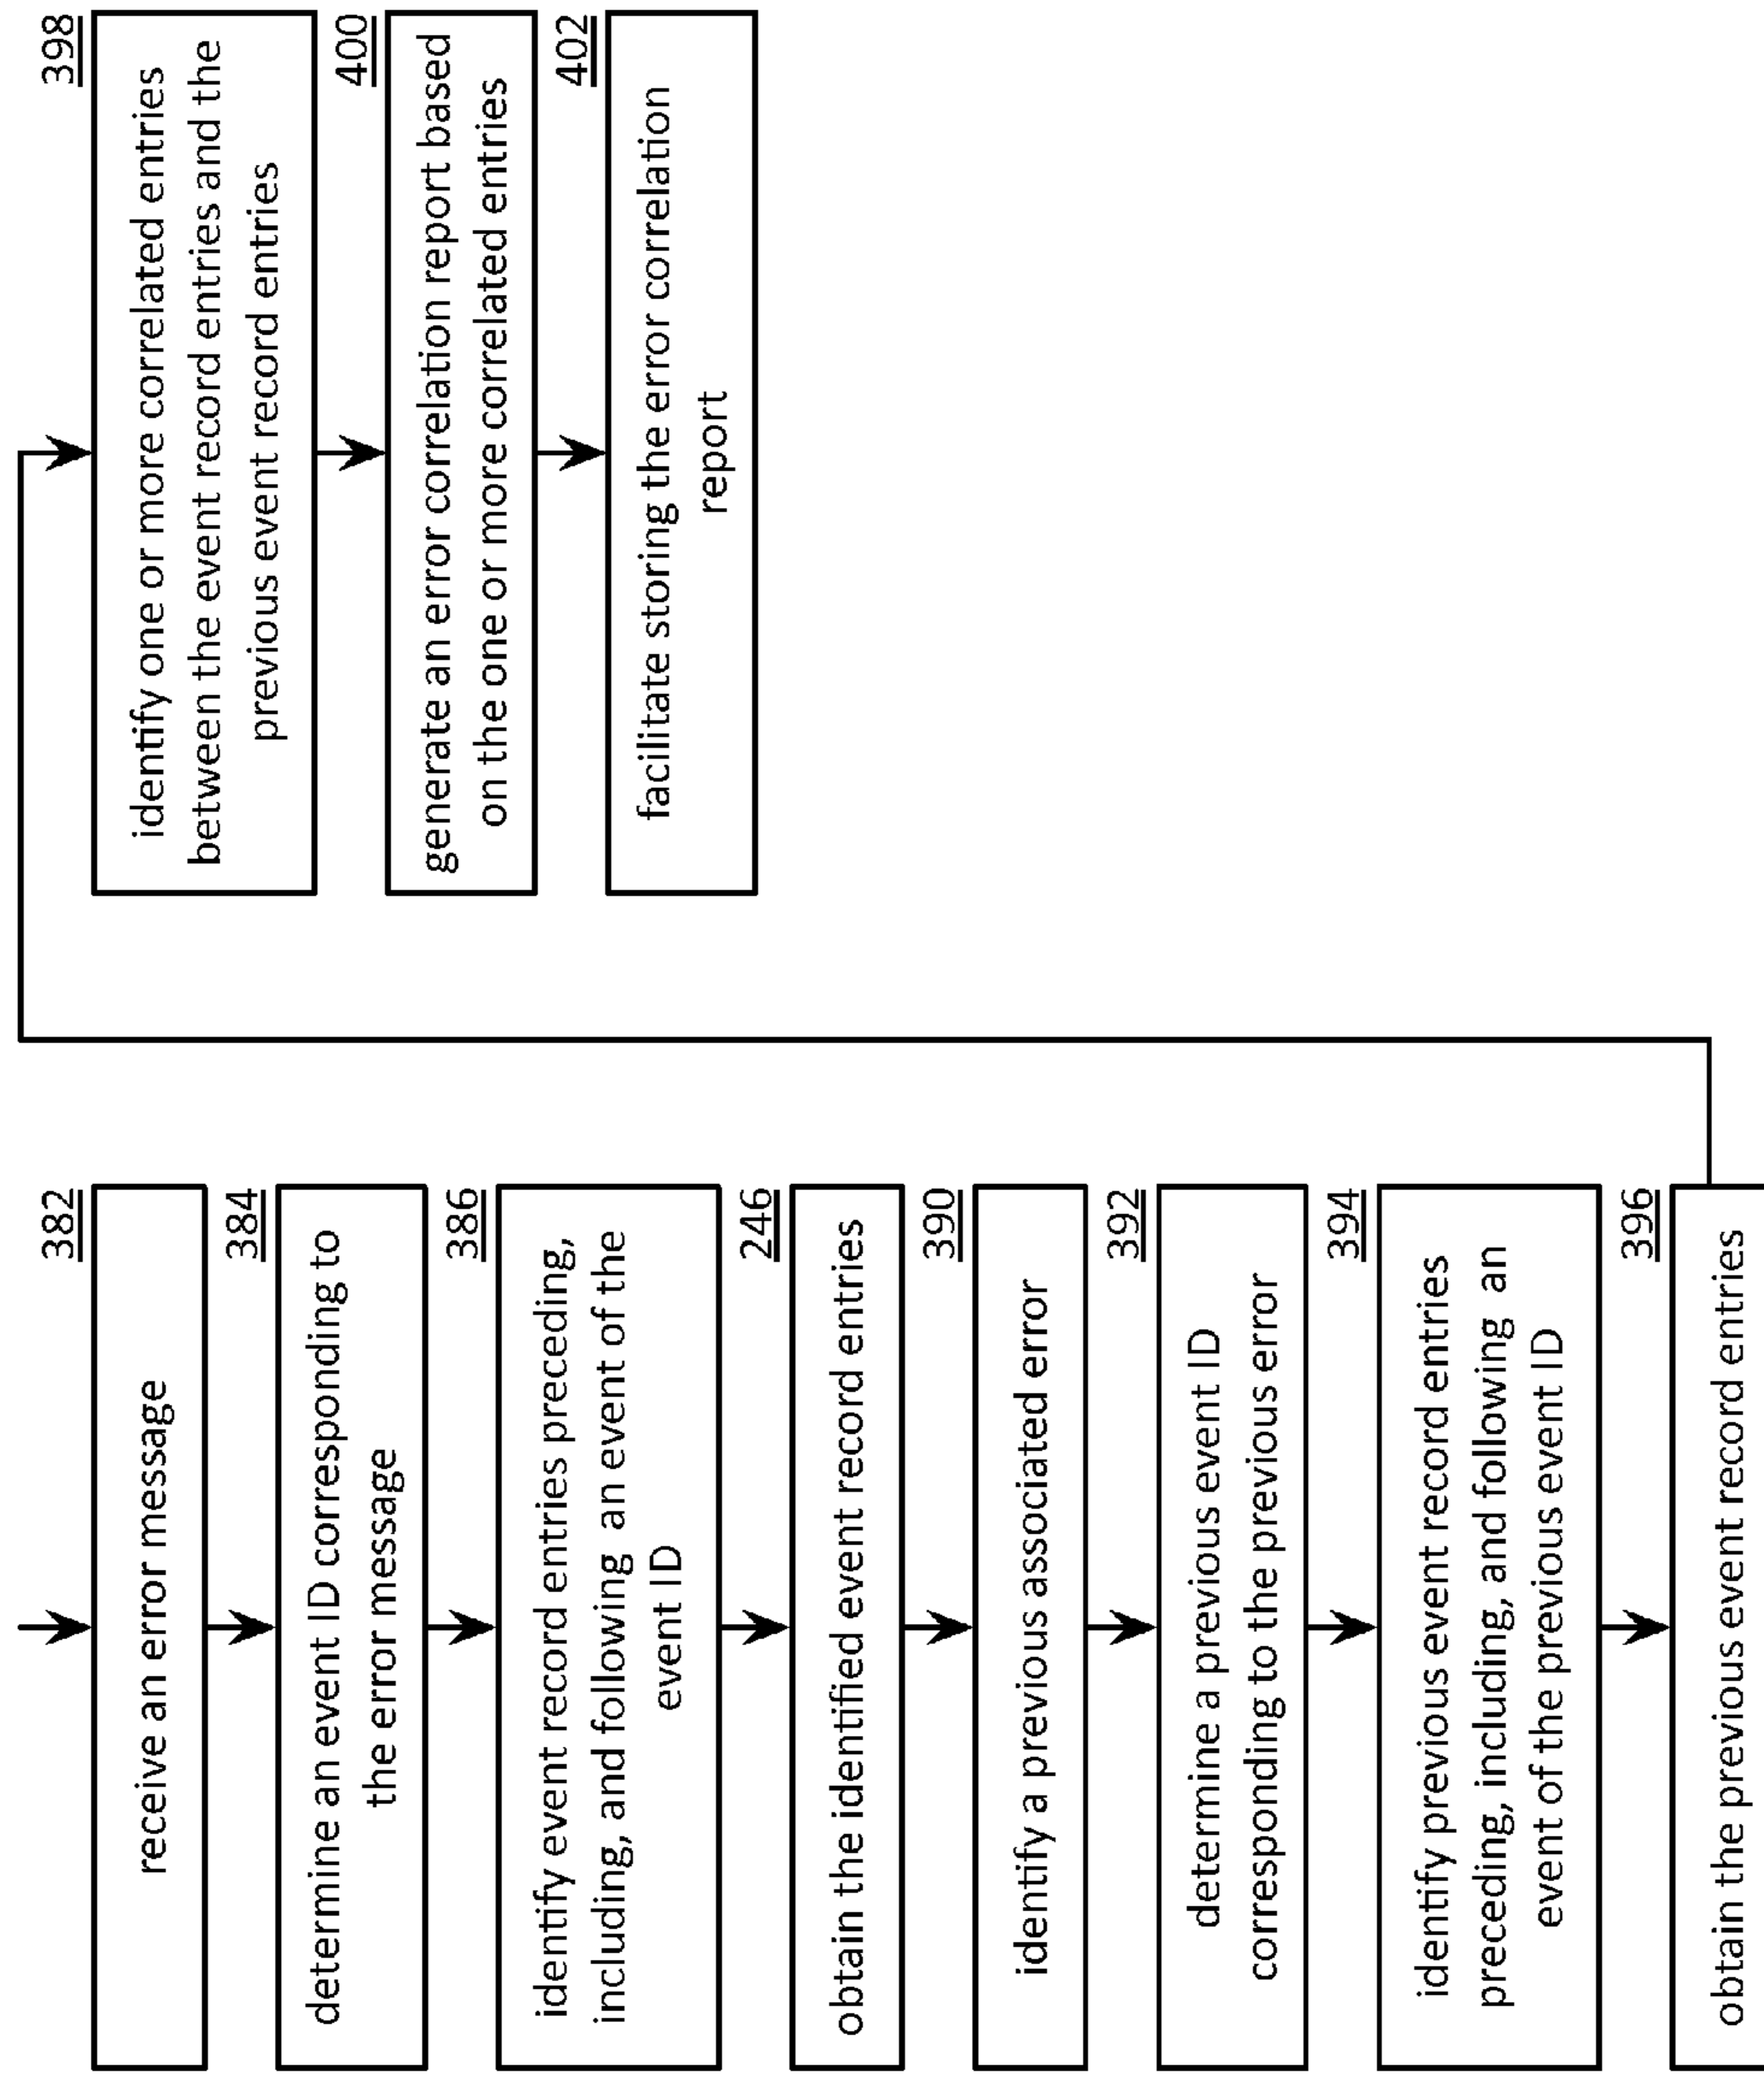 382
receive an error message
384
determine an event ID corresponding to
the error message
386
identify event record entries preceding,
including, and following an event of the
event ID
246
obtain the identified event record entries
390
identify a previous associated error
392
determine a previous event ID
corresponding to the previous error
394
identify previous event record entries
preceding, including, and following an
event of the previous event ID
396
obtain the previous event record entries
398
identify one or more correlated entries
between the event record entries and the
previous event record entries
400
generate an error correlation report based
on the one or more correlated entries
402
facilitate storing the error correlation
report